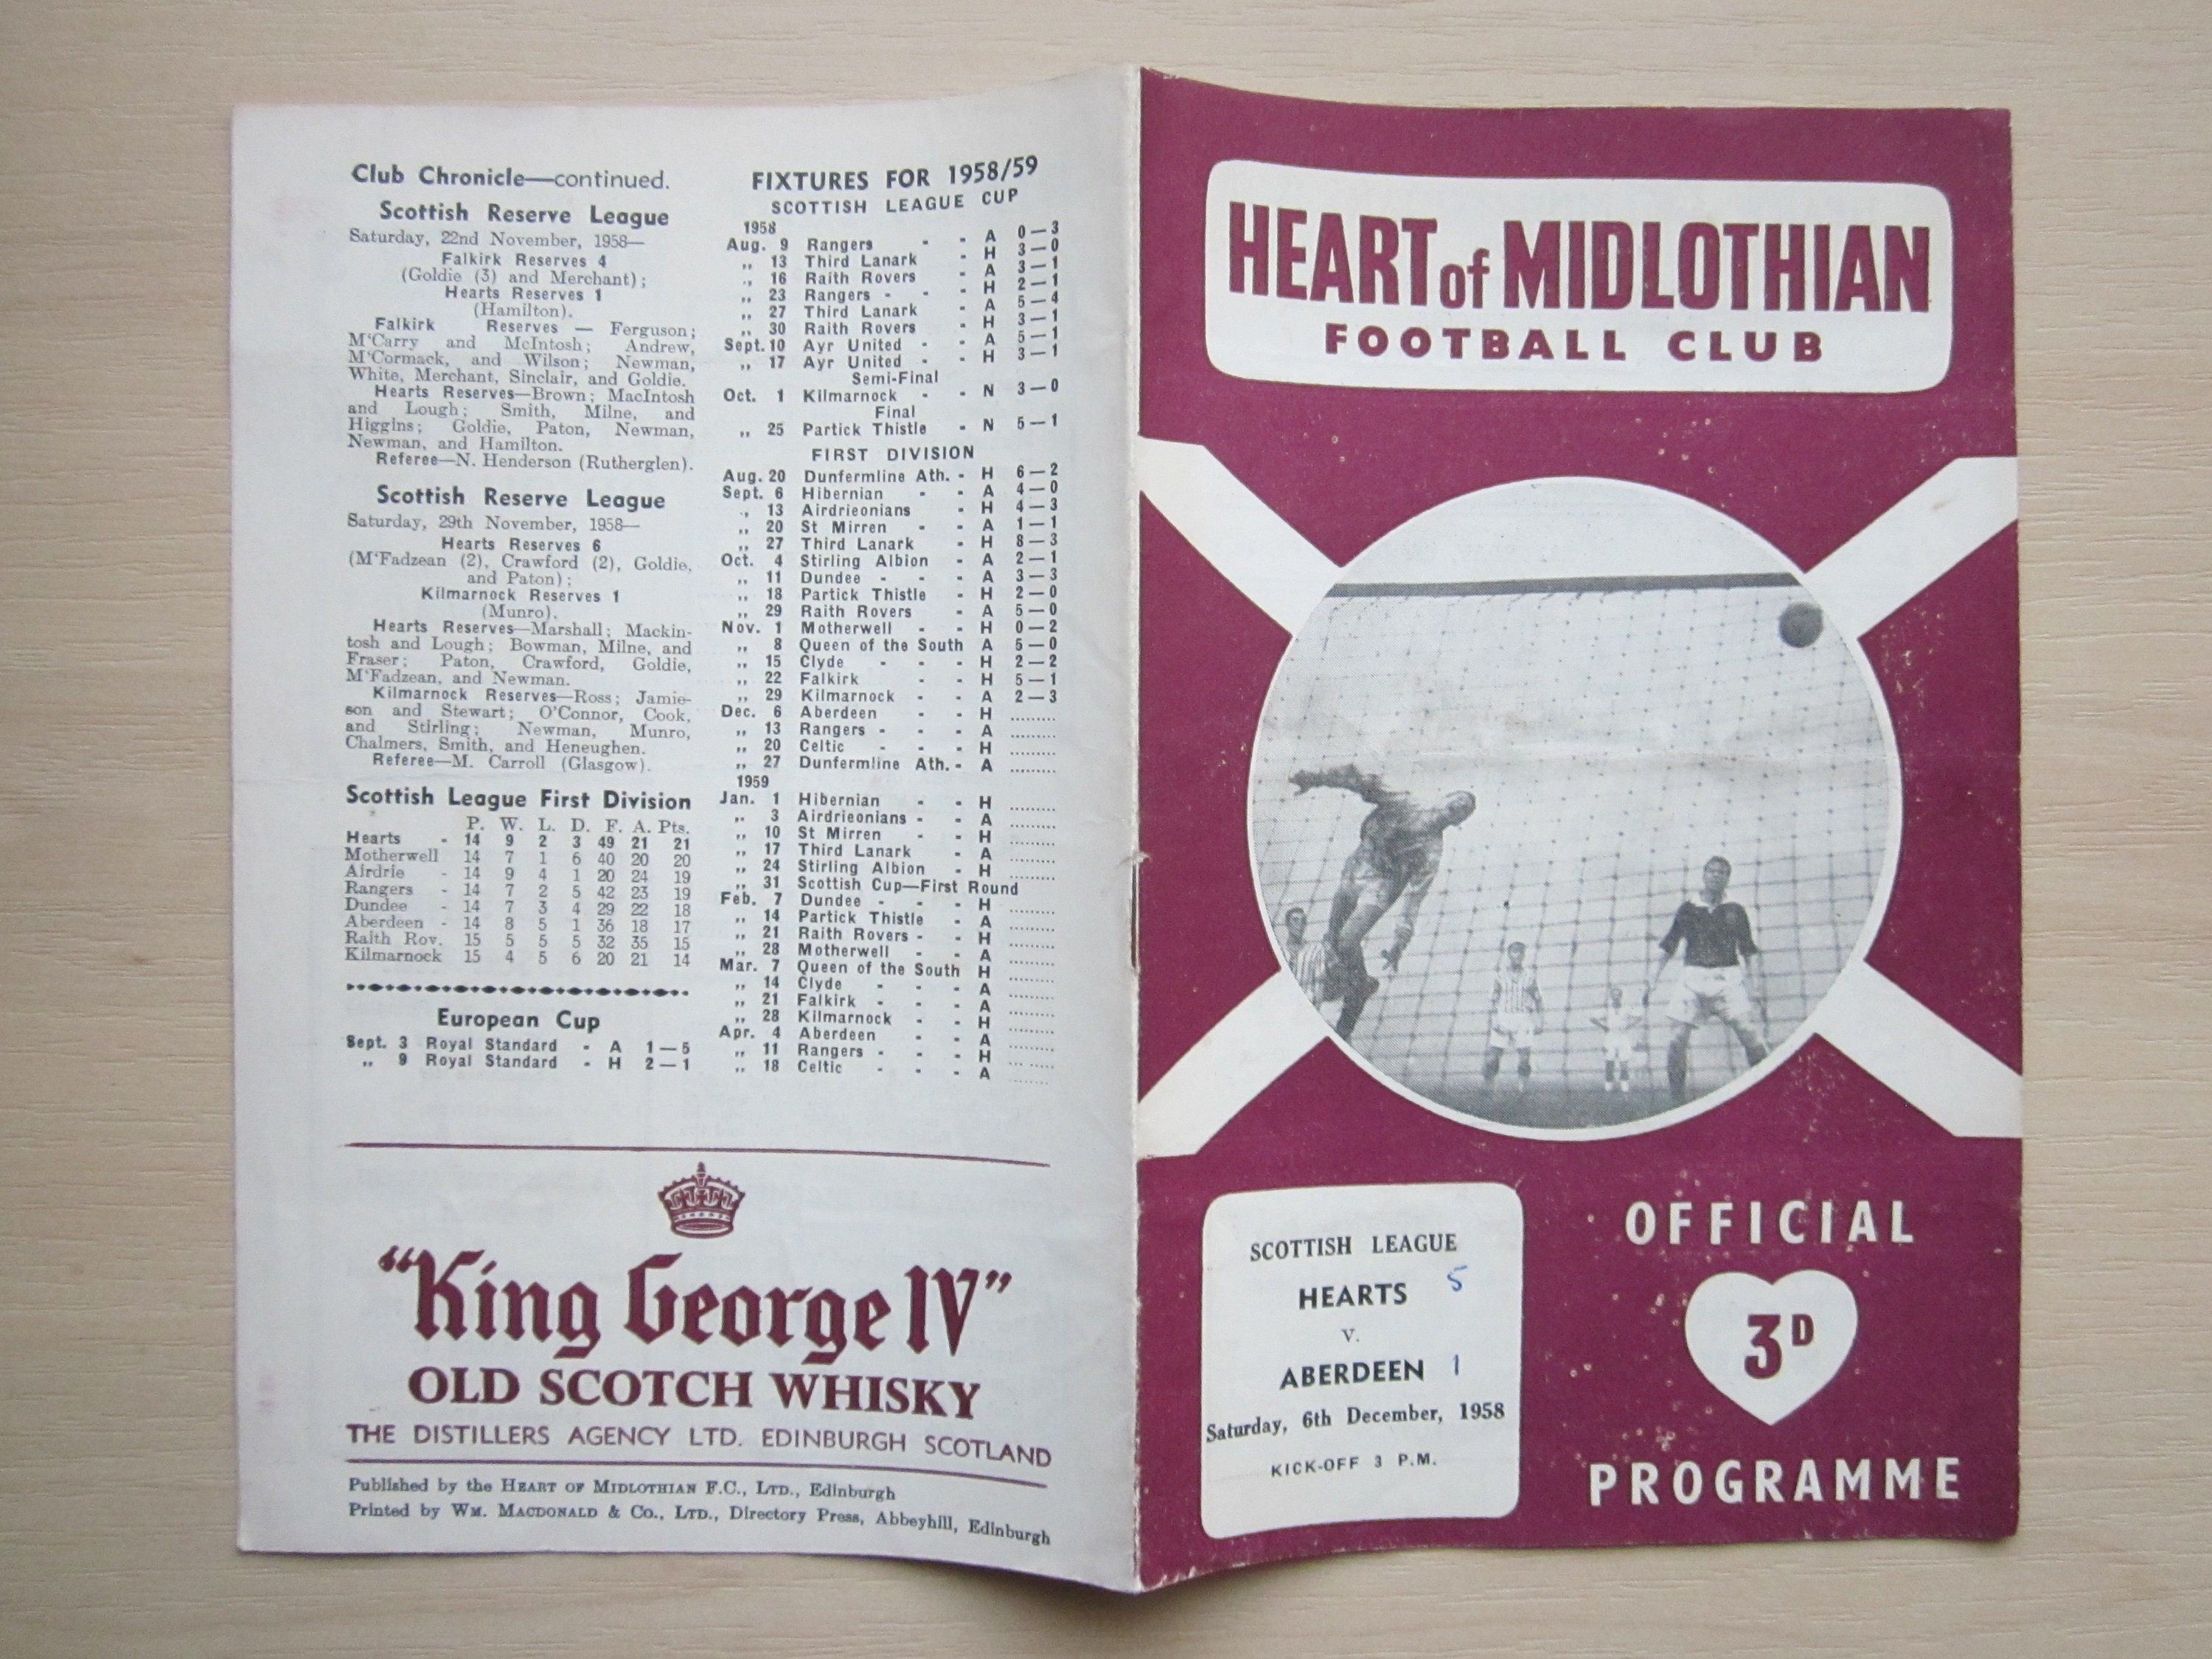 Club Chronicle—continued.
Scottish Reserve League
Saturday, 22nd November, 1958—
Falkirk Reserves 4
(Goldie (3) and Merchant);
Hearts Reserves 1
(Hamilton).
Falkirk Reserves — Ferguson;
M'Carry and McIntosh; Andrew,
M'Cormack, and Wilson; Newman,
White, Merchant, Sinclair, and Goldie.
Hearts Reserves—Brown; MacIntosh
and Lough; Smith, Milne, and
Higgins; Goldie, Paton, Newman,
Newman, and Hamilton.
Referee—N. Henderson (Rutherglen).
Scottish Reserve League
Saturday, 29th November, 1958—
Hearts Reserves 6
(M'Fadzean (2), Crawford (2), Goldie,
and Paton);
Kilmarnock Reserves 1
(Munro).
Hearts Reserves—Marshall; Mackin-
tosh and Lough; Bowman, Milne, and
Fraser; Paton, Crawford, Goldie,
M'Fadzean, and Newman.
Kilmarnock Reserves—Ross; Jamie-
son and Stewart; O'Connor, Cook,
and Stirling; Newman, Munro,
Chalmers, Smith, and Heneughen.
Referee—M. Carroll (Glasgow).
Scottish League First Division
P. W. L. D. F. A. Pts.
Hearts - 14 9 2 3 49 21 21
Motherwell 14 7 1 6 40 20 20
Airdrie - 14 9 4 1 20 24 19
Rangers - 14 7 2 5 42 23 19
Dundee - 14 7 3 4 29 22 18
Aberdeen - 14 8 5 1 36 18 17
Raith Rov. 15 5 5 5 32 35 15
Kilmarnock 15 4 5 6 20 21 14
European Cup
Sept. 3 Royal Standard - A 1—5
,, 9 Royal Standard - H 2—1
FIXTURES FOR 1958/59
SCOTTISH LEAGUE CUP
1958
Aug. 9 Rangers - - A 0—3
,, 13 Third Lanark - H 3—0
,, 16 Raith Rovers - A 3—1
,, 23 Rangers - - H 2—1
,, 27 Third Lanark - A 5—4
,, 30 Raith Rovers - H 3—1
Sept. 10 Ayr United - - A 5—1
,, 17 Ayr United - - H 3—1
Semi-Final
Oct. 1 Kilmarnock - - N 3—0
Final
,, 25 Partick Thistle - N 5—1
FIRST DIVISION
Aug. 20 Dunfermline Ath. - H 6—2
Sept. 6 Hibernian - - A 4—0
,, 13 Airdrieonians - H 4—3
,, 20 St Mirren - - A 1—1
,, 27 Third Lanark - H 8—3
Oct. 4 Stirling Albion - A 2—1
,, 11 Dundee - - - A 3—3
,, 18 Partick Thistle - H 2—0
,, 29 Raith Rovers - A 5—0
Nov. 1 Motherwell - - H 0—2
,, 8 Queen of the South A 5—0
,, 15 Clyde - - - H 2—2
,, 22 Falkirk - - H 5—1
,, 29 Kilmarnock - - A 2—3
Dec. 6 Aberdeen - - H .........
,, 13 Rangers - - - A .........
,, 20 Celtic - - - H .........
,, 27 Dunfermline Ath. - A .........
1959
Jan. 1 Hibernian - - H .........
,, 3 Airdrieonians - - A .........
,, 10 St Mirren - - H .........
,, 17 Third Lanark - A .........
,, 24 Stirling Albion - H .........
,, 31 Scottish Cup—First Round
Feb. 7 Dundee - - - H .........
,, 14 Partick Thistle - A .........
,, 21 Raith Rovers - - H .........
,, 28 Motherwell - - A .........
Mar. 7 Queen of the South H .........
,, 14 Clyde - - - A .........
,, 21 Falkirk - - - A .........
,, 28 Kilmarnock - - H .........
Apr. 4 Aberdeen - - A .........
,, 11 Rangers - - - H .........
,, 18 Celtic - - - A .........
"King George IV"
OLD SCOTCH WHISKY
THE DISTILLERS AGENCY LTD. EDINBURGH SCOTLAND
Published by the HEART OF MIDLOTHIAN F.C., LTD., Edinburgh
Printed by WM. MACDONALD & Co., LTD., Directory Press, Abbeyhill, Edinburgh
HEART of MIDLOTHIAN
FOOTBALL CLUB
SCOTTISH LEAGUE
HEARTS 5
V.
ABERDEEN 1
Saturday, 6th December, 1958
KICK-OFF 3 P.M.
OFFICIAL
3D
PROGRAMME